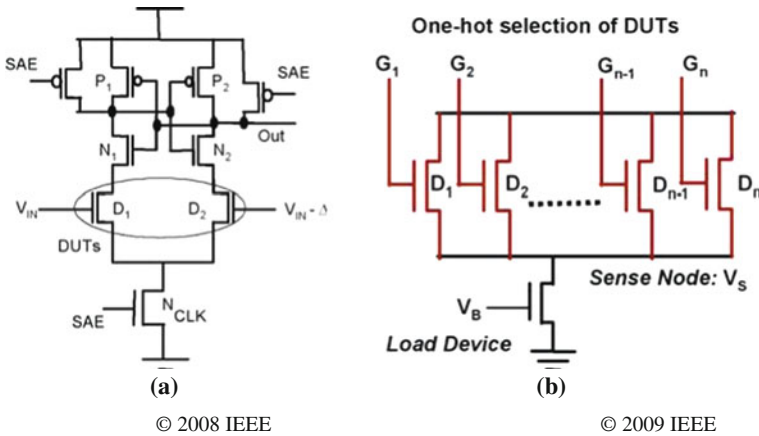 SAE
P1
P2
SAE
Out
N1
N2
VIN
D1
D2
VIN - Δ
DUTs
SAE
NCLK
(a)
© 2008 IEEE
One-hot selection of DUTs
G1
G2
Gn-1
Gn
D1
D2
Dn-1
Dn
Sense Node: VS
VB
Load Device
(b)
© 2009 IEEE